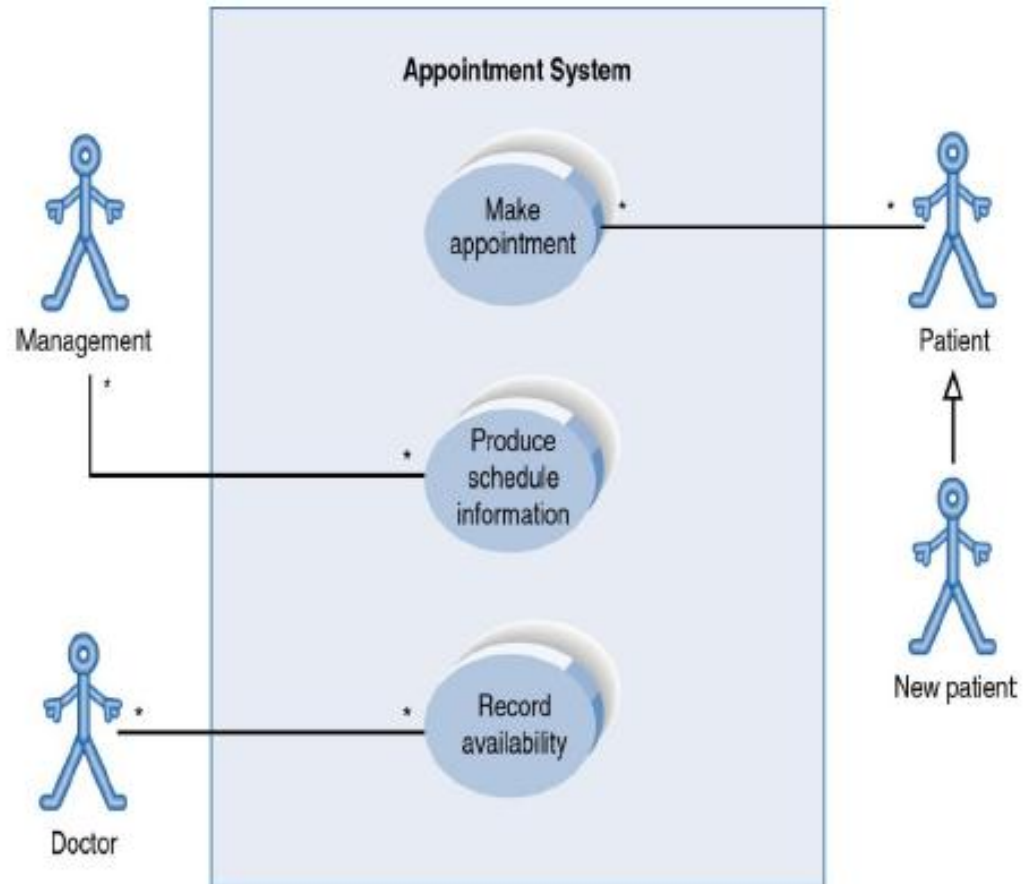 Appointment System
Make
appointment
*
*
Management
Patient
*
Produce
schedule
information
*
New patient
Record
availability
*
*
Doctor